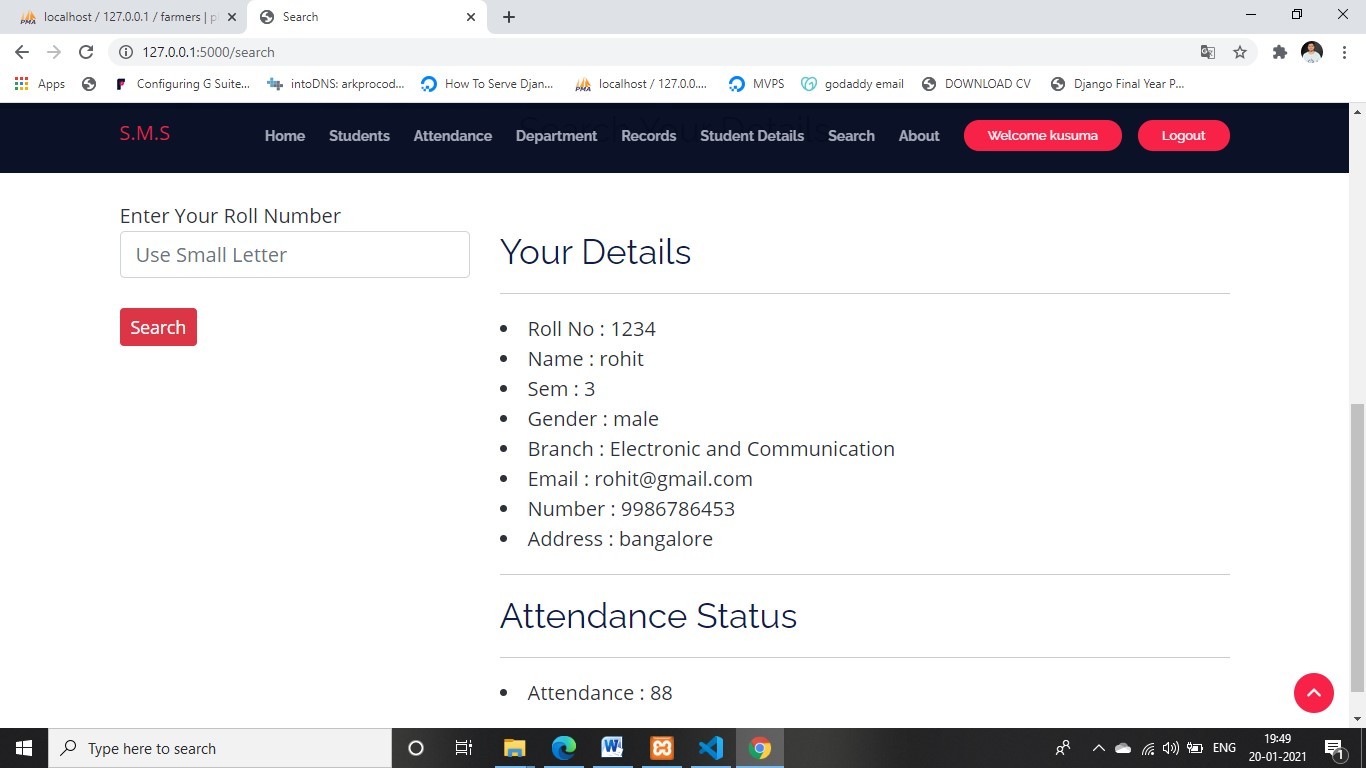 localhost / 127.0.0.1 / farmers | p
Search
127.0.0.1:5000/search
Apps
Configuring G Suite...
intoDNS: arkprocod...
How To Serve Djan...
localhost / 127.0.0....
MVPS
godaddy email
DOWNLOAD CV
Django Final Year P...
S.M.S
Home
Students
Attendance
Department
Records
Student Details
Search
About
Welcome kusuma
Logout
Search Your Details
Enter Your Roll Number
Use Small Letter
Search
Your Details
Roll No : 1234
Name : rohit
Sem : 3
Gender : male
Branch : Electronic and Communication
Email : rohit@gmail.com
Number : 9986786453
Address : bangalore
Attendance Status
Attendance : 88
Type here to search
ENG
19:49
20-01-2021
1